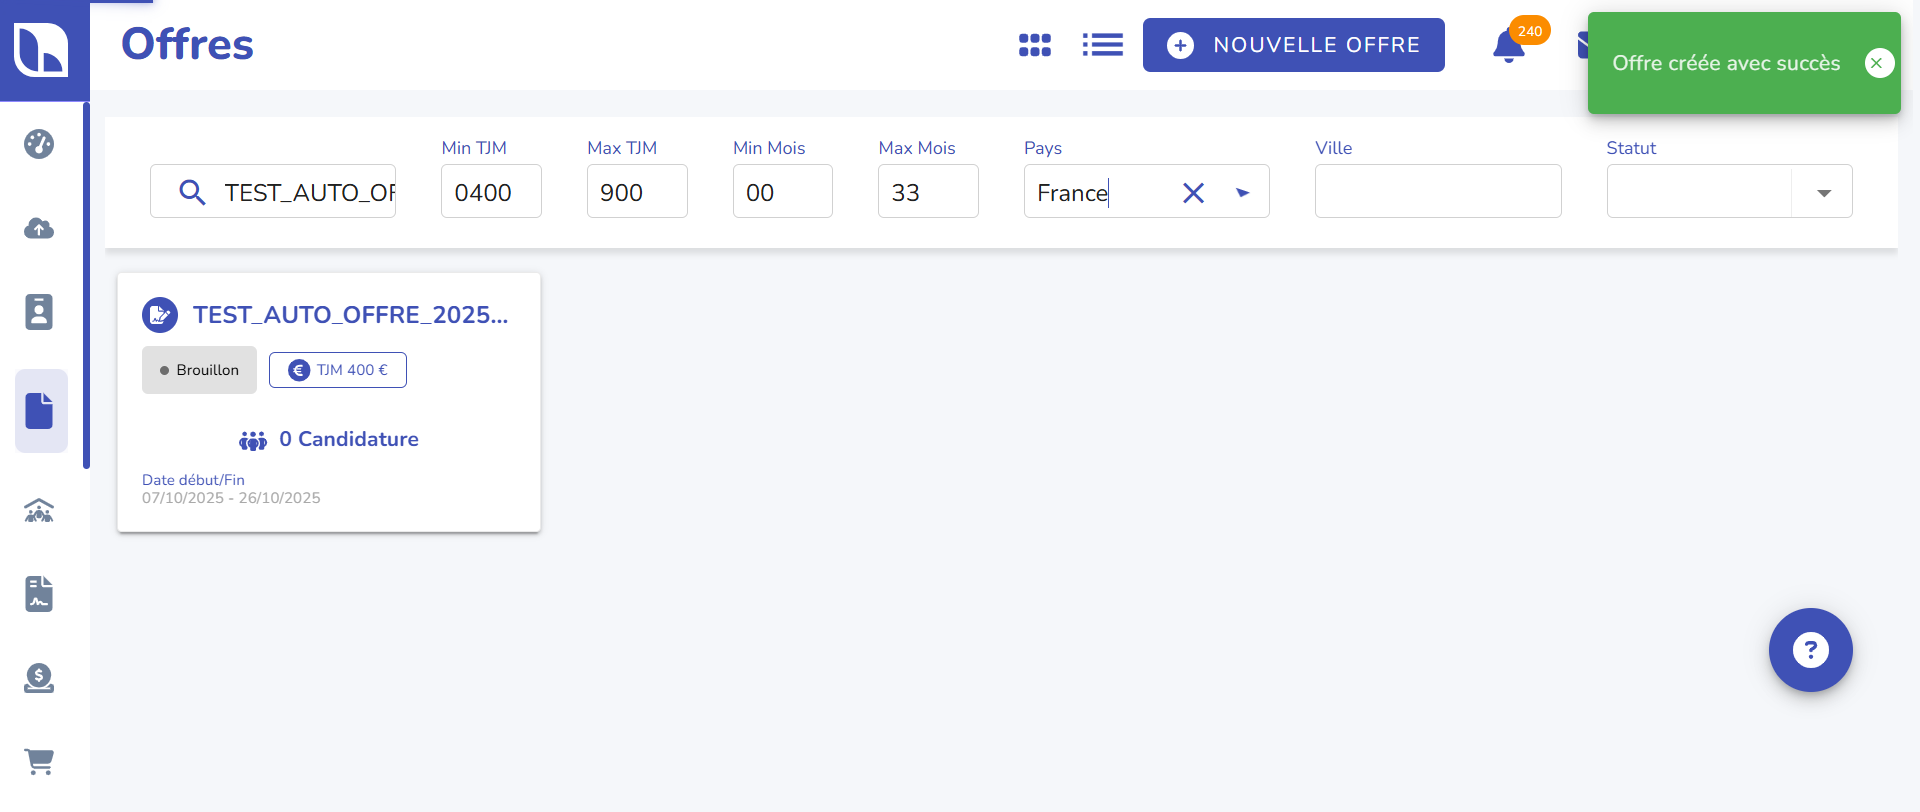 Offres
NOUVELLE OFFRE
240
Offre créée avec succès
Min TJM
Max TJM
Min Mois
Max Mois
Pays
Ville
Statut
TEST_AUTO_OF
0400
900
00
33
France
TEST_AUTO_OFFRE_2025...
Brouillon
€ TJM 400 €
0 Candidature
Date début/Fin
07/10/2025 - 26/10/2025
?
$